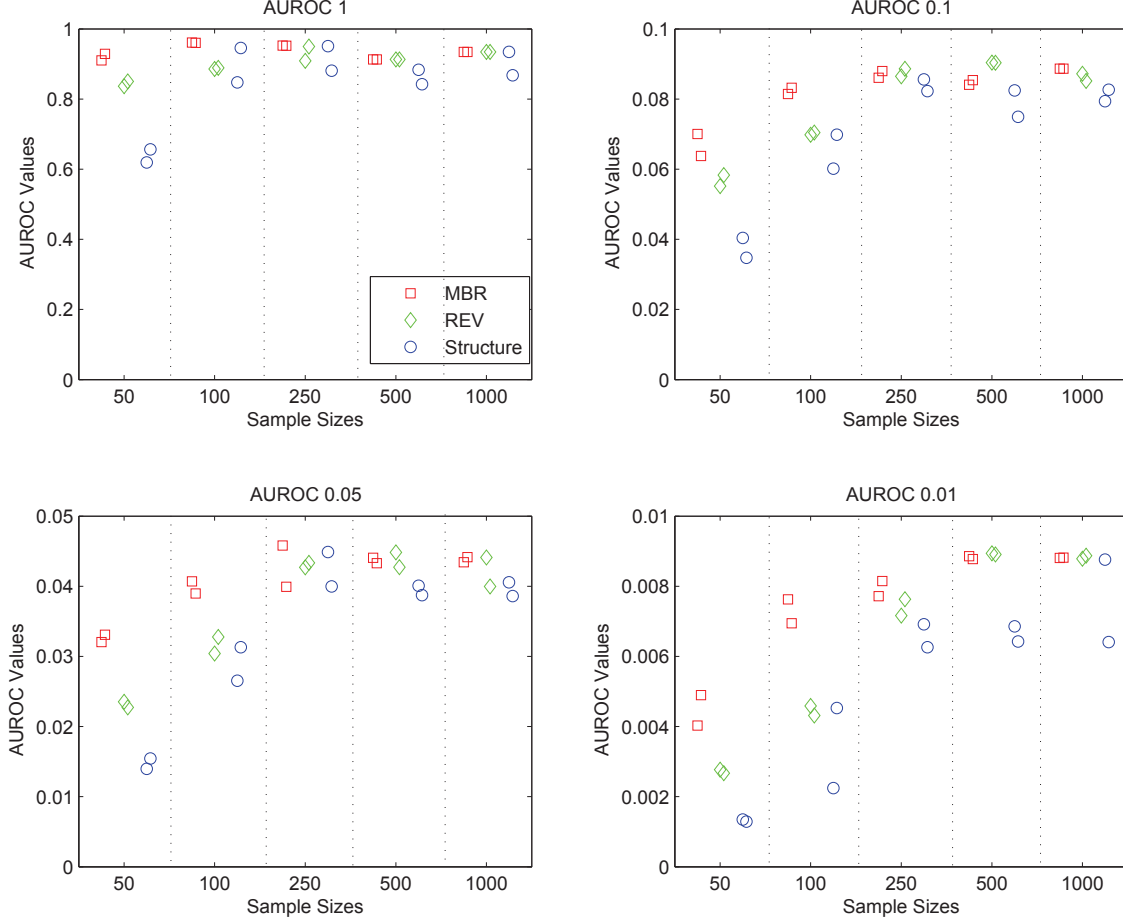 AUROC 1
1
0.8
0.6
0.4
0.2
0
AUROC Values
MBR
REV
Structure
50 100 250 500 1000
Sample Sizes
AUROC 0.1
0.1
0.08
0.06
0.04
0.02
0
AUROC Values
50 100 250 500 1000
Sample Sizes
AUROC 0.05
0.05
0.04
0.03
0.02
0.01
0
AUROC Values
50 100 250 500 1000
Sample Sizes
AUROC 0.01
0.01
0.008
0.006
0.004
0.002
0
AUROC Values
50 100 250 500 1000
Sample Sizes